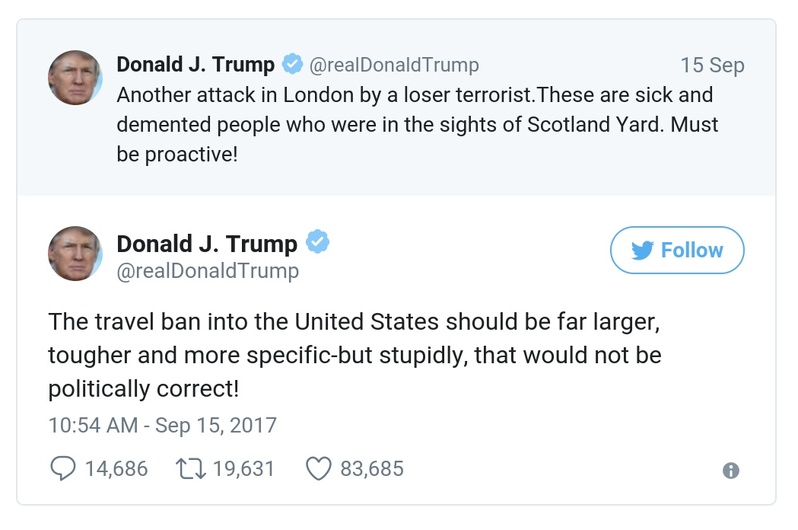 Donald J. Trump @realDonaldTrump 15 Sep
Another attack in London by a loser terrorist.These are sick and
demented people who were in the sights of Scotland Yard. Must
be proactive!
Donald J. Trump
@realDonaldTrump
Follow
The travel ban into the United States should be far larger,
tougher and more specific-but stupidly, that would not be
politically correct!
10:54 AM - Sep 15, 2017
14,686 19,631 83,685